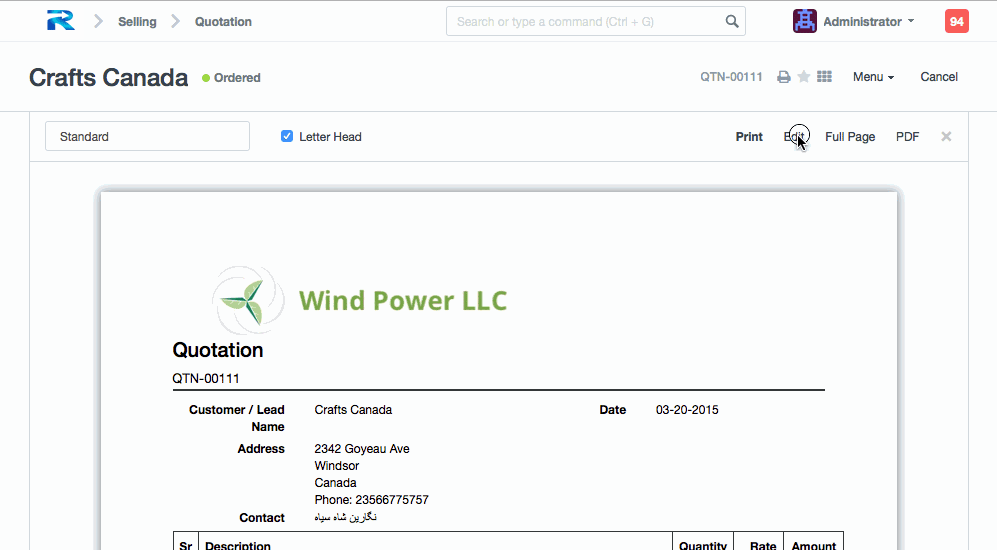 Selling
Quotation
Search or type a command (Ctrl + G)
Administrator
94
Crafts Canada
Ordered
QTN-00111
Menu
Cancel
Standard
Letter Head
Print
Edit
Full Page
PDF
Wind Power LLC
Quotation
QTN-00111
Customer / Lead Name
Crafts Canada
Date
03-20-2015
Address
2342 Goyeau Ave
Windsor
Canada
Phone: 23566775757
Contact
نگارین شاه سیاه
Sr
Description
Quantity
Rate
Amount